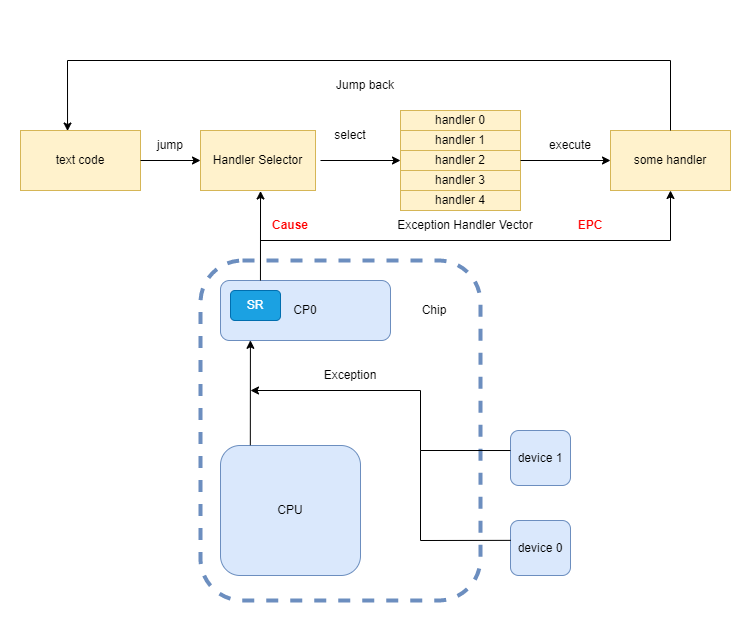 Jump back
text code
jump
Handler Selector
select
handler 0
handler 1
handler 2
handler 3
handler 4
execute
some handler
Cause
Exception Handler Vector
EPC
SR
CP0
Chip
Exception
CPU
device 1
device 0